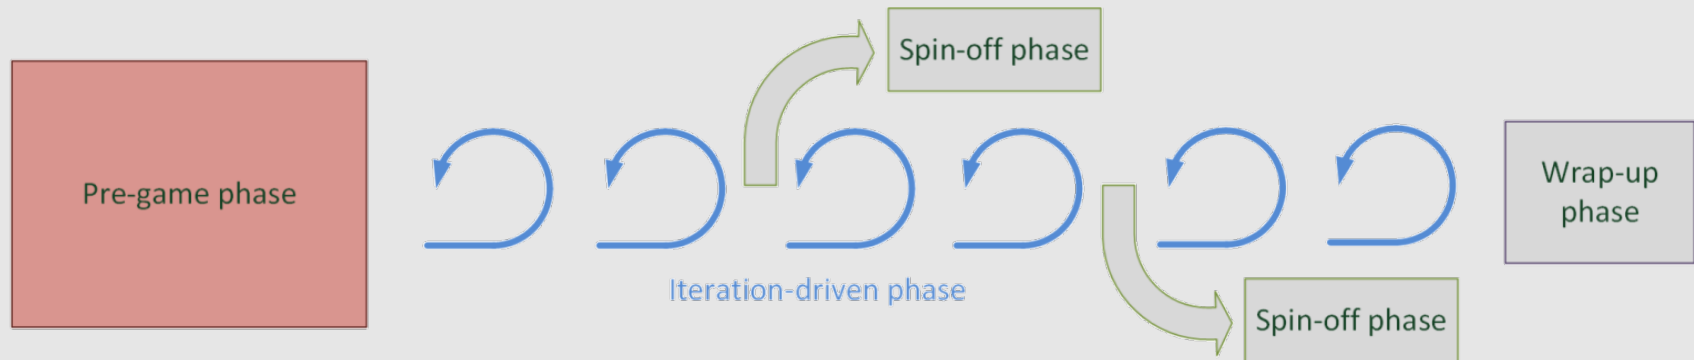 Spin-off phase
Pre-game phase
Wrap-up
phase
Iteration-driven phase
Spin-off phase